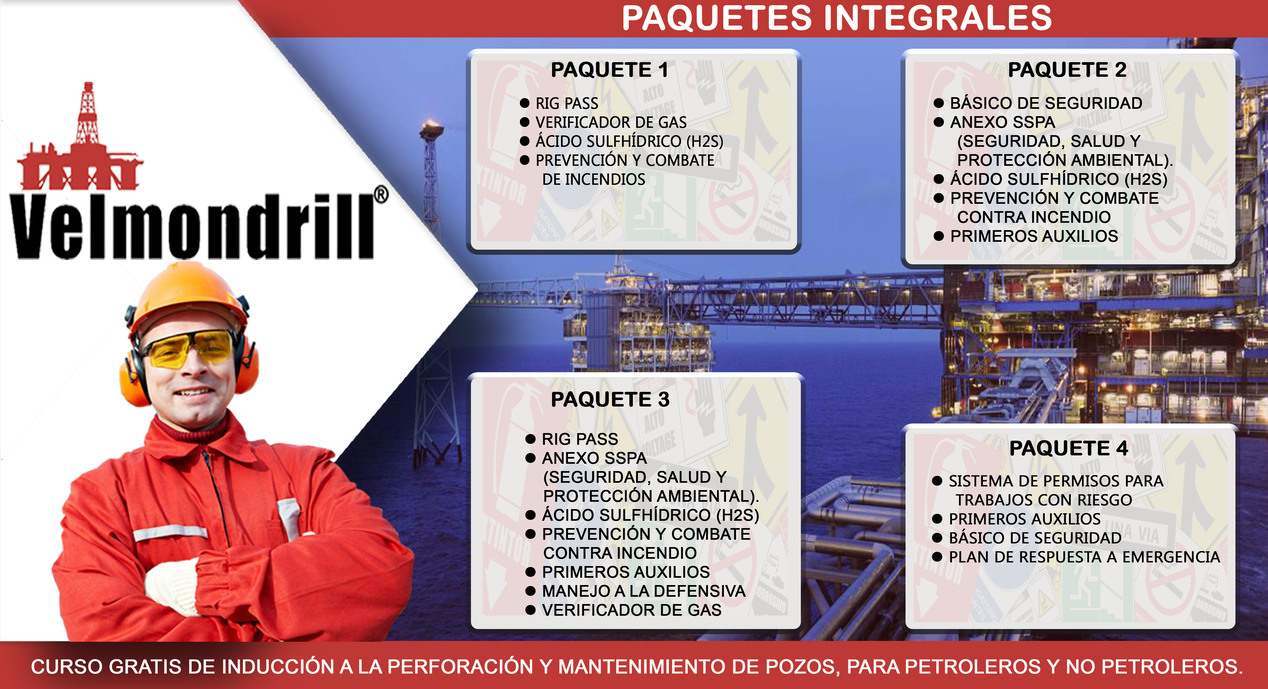 PAQUETES INTEGRALES
Velmondrill®
PAQUETE 1
● RIG PASS
● VERIFICADOR DE GAS
● ÁCIDO SULFHÍDRICO (H2S)
● PREVENCIÓN Y COMBATE
DE INCENDIOS
PAQUETE 2
● BÁSICO DE SEGURIDAD
● ANEXO SSPA
(SEGURIDAD, SALUD Y
PROTECCIÓN AMBIENTAL).
● ÁCIDO SULFHÍDRICO (H2S)
● PREVENCIÓN Y COMBATE
CONTRA INCENDIO
● PRIMEROS AUXILIOS
PAQUETE 3
● RIG PASS
● ANEXO SSPA
(SEGURIDAD, SALUD Y
PROTECCIÓN AMBIENTAL).
● ÁCIDO SULFHÍDRICO (H2S)
● PREVENCIÓN Y COMBATE
CONTRA INCENDIO
● PRIMEROS AUXILIOS
● MANEJO A LA DEFENSIVA
● VERIFICADOR DE GAS
PAQUETE 4
● SISTEMA DE PERMISOS PARA
TRABAJOS CON RIESGO
● PRIMEROS AUXILIOS
● BÁSICO DE SEGURIDAD
● PLAN DE RESPUESTA A EMERGENCIA
CURSO GRATIS DE INDUCCIÓN A LA PERFORACIÓN Y MANTENIMIENTO DE POZOS, PARA PETROLEROS Y NO PETROLEROS.